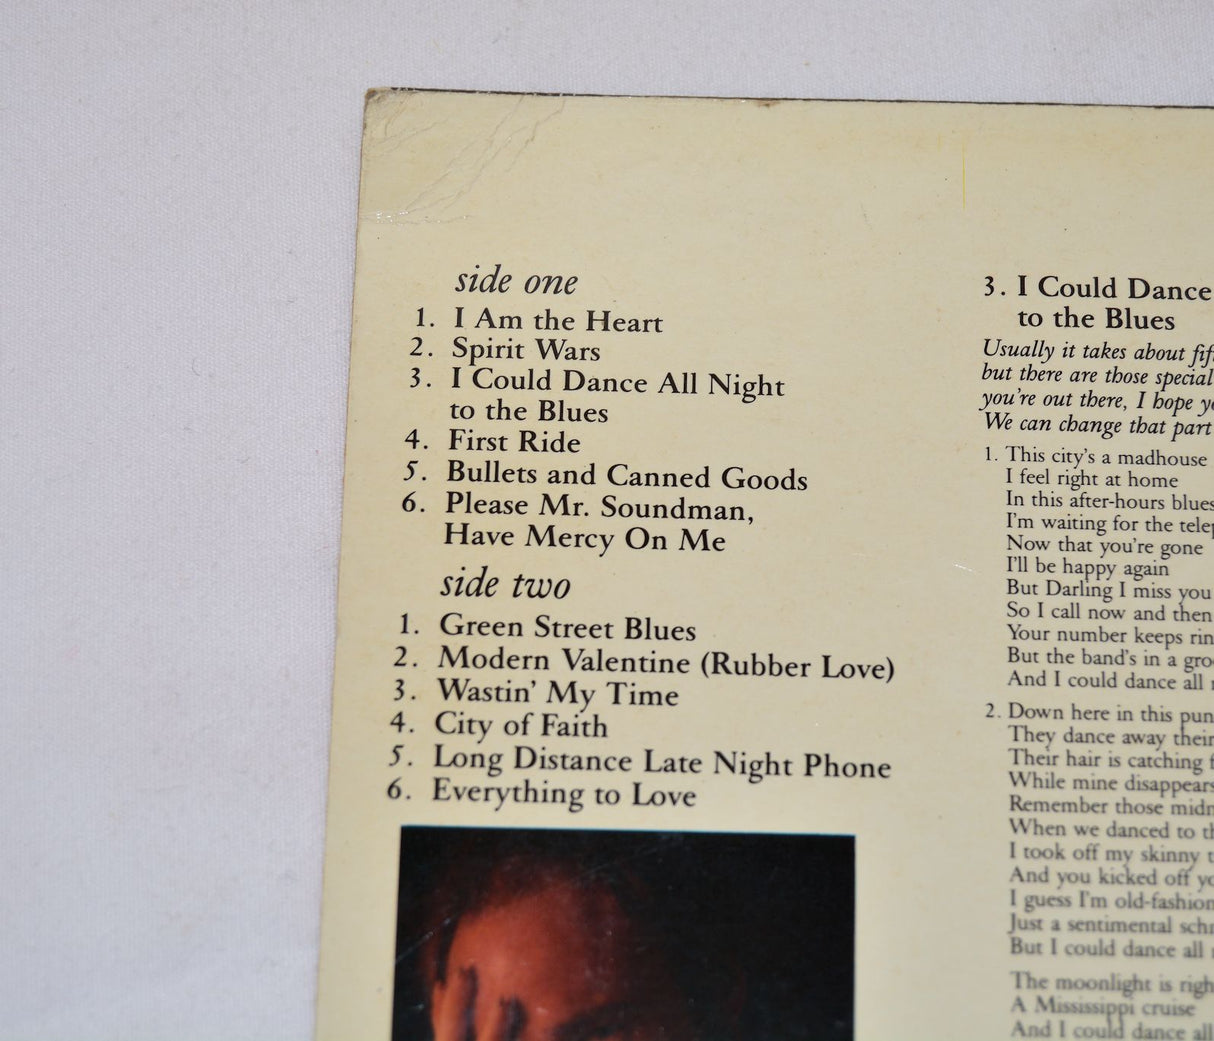 side one
1. I Am the Heart
2. Spirit Wars
3. I Could Dance All Night
to the Blues
4. First Ride
5. Bullets and Canned Goods
6. Please Mr. Soundman,
Have Mercy On Me
side two
1. Green Street Blues
2. Modern Valentine (Rubber Love)
3. Wastin' My Time
4. City of Faith
5. Long Distance Late Night Phone
6. Everything to Love
3. I Could Dance
to the Blues
Usually it takes about
but there are those special
you're out there, I hope
We can change that part
1. This city's a madhouse
I feel right at home
In this after-hours blues
I'm waiting for the
Now that you're gone
I'll be happy again
But Darling I miss you
So I call now and then
Your number keeps
But the band's in a
And I could dance all
2. Down here in this
They dance away their
Their hair is catching
While mine disappears
Remember those
When we danced to
I took off my skinny
And you kicked off
I guess I'm
Just a sentimental
But I could dance all
The moonlight is
A Mississippi cruise
And I could dance all